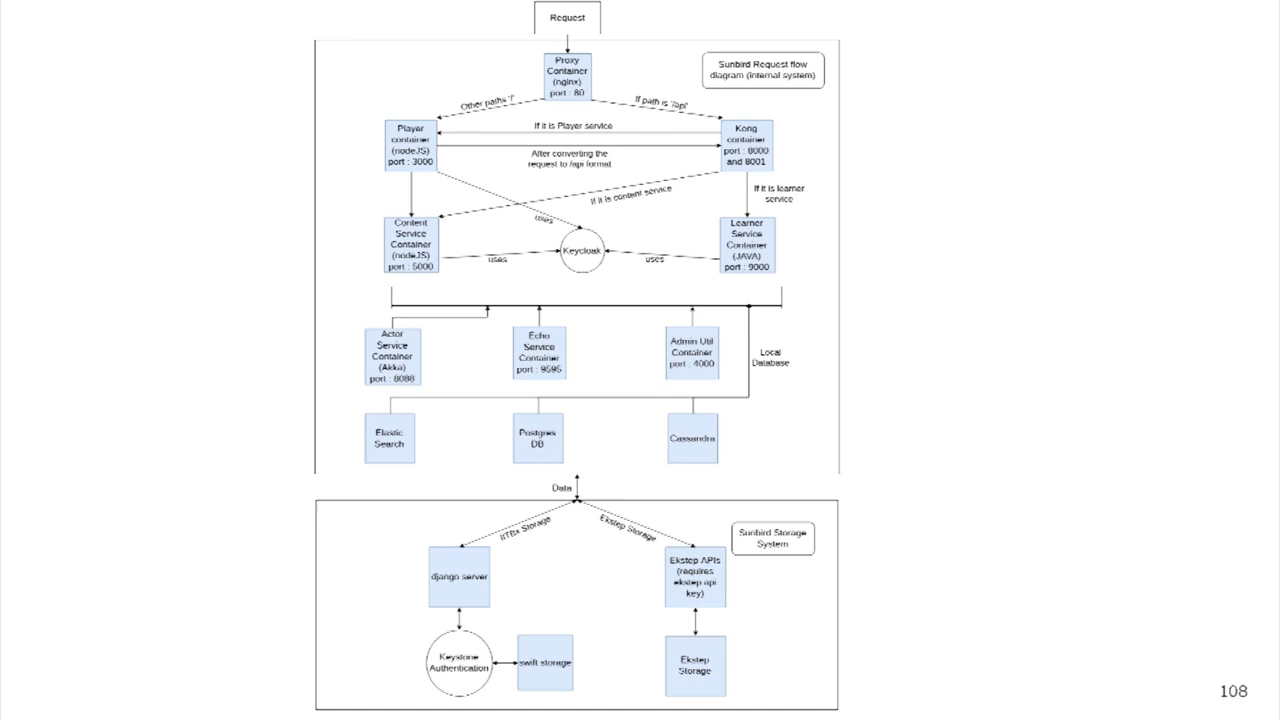 Request
Sunbird Request flow
diagram (internal system)
Proxy
Container
(nginx)
port : 80
Other paths '/'
If path is '/api'
Player
container
(nodeJS)
port : 3000
If it is Player service
After converting the
request to /api format
Kong
container
port : 8000
and 8001
If it is content service
If it is learner
service
uses
Content
Service
Container
(nodeJS)
port : 5000
uses
Keycloak
uses
Learner
Service
Container
(JAVA)
port : 9000
Actor
Service
Container
(Akka)
port : 8088
Echo
Service
Container
port : 9595
Admin Util
Container
port : 4000
Local
Database
Elastic
Search
Postgres
DB
Cassandra
Data
IITBx Storage
Ekstep Storage
Sunbird Storage
System
django server
Ekstep APIs
(requires
ekstep api
key)
Keystone
Authentication
swift storage
Ekstep
Storage
108